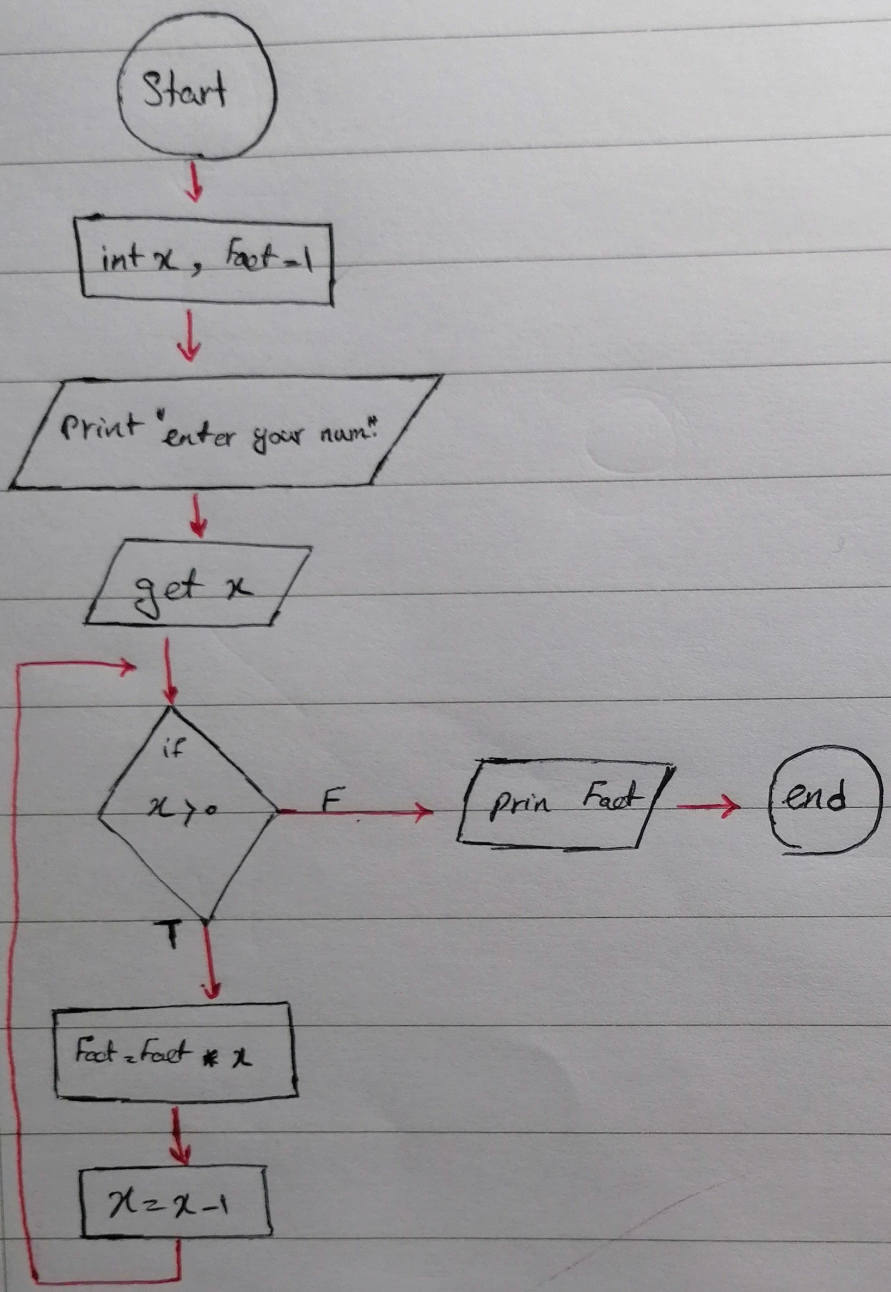 Start
int x, Fact=1
Print "enter your num"
get x
if
x>0
F
prin Fact
end
T
Fact=Fact * x
x=x-1